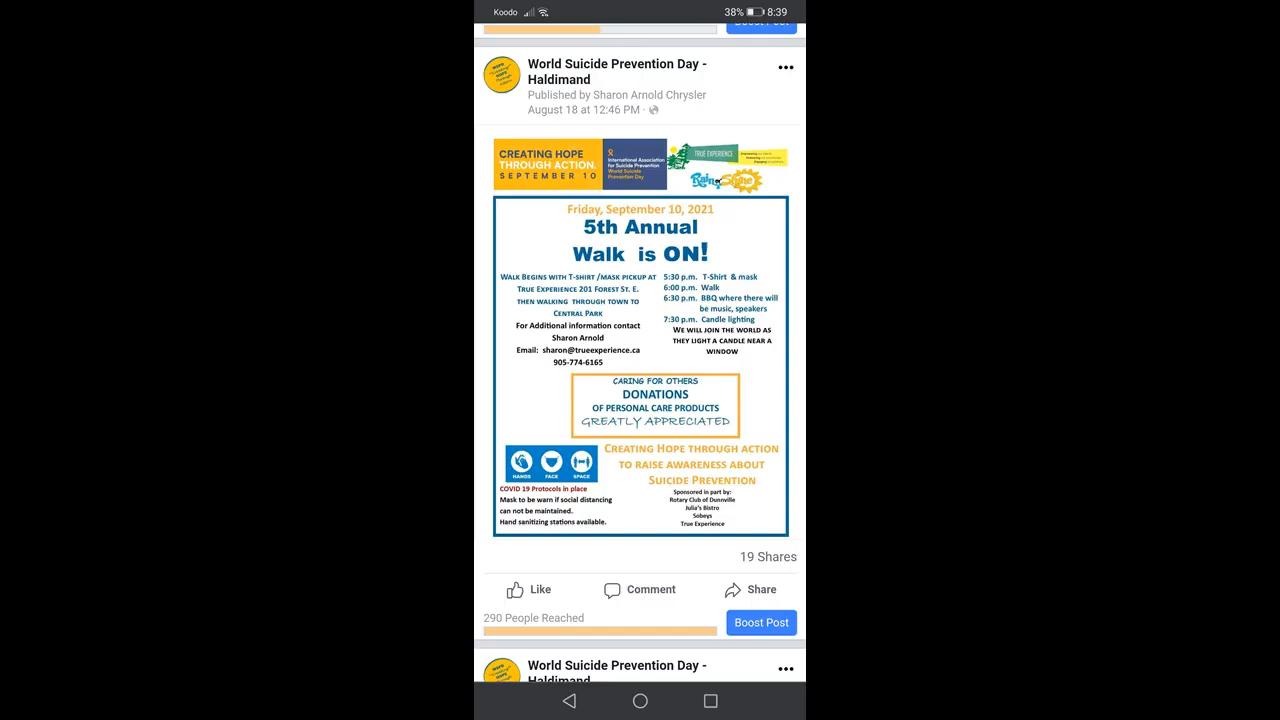 Koodo 38% 8:39
Boost Post
World Suicide Prevention Day -
Haldimand
Published by Sharon Arnold Chrysler
August 18 at 12:46 PM ·
CREATING HOPE
THROUGH ACTION.
SEPTEMBER 10
International Association
for Suicide Prevention
World Suicide
Prevention Day
TRUE EXPERIENCE
Rain or Shine
Friday, September 10, 2021
5th Annual
Walk is ON!
WALK BEGINS WITH T-SHIRT /MASK PICKUP AT
TRUE EXPERIENCE 201 FOREST ST. E.
THEN WALKING THROUGH TOWN TO
CENTRAL PARK
For Additional information contact
Sharon Arnold
Email: sharon@trueexperience.ca
905-774-6165
5:30 p.m. T-Shirt & mask
6:00 p.m. Walk
6:30 p.m. BBQ where there will
be music, speakers
7:30 p.m. Candle lighting
WE WILL JOIN THE WORLD AS
THEY LIGHT A CANDLE NEAR A
WINDOW
CARING FOR OTHERS
DONATIONS
OF PERSONAL CARE PRODUCTS
GREATLY APPRECIATED
HANDS FACE SPACE
COVID 19 Protocols in place
Mask to be warn if social distancing
can not be maintained.
Hand sanitizing stations available.
CREATING HOPE THROUGH ACTION
TO RAISE AWARENESS ABOUT
SUICIDE PREVENTION
Sponsored in part by:
Rotary Club of Dunnville
Julia's Bistro
Sobeys
True Experience
19 Shares
Like Comment Share
290 People Reached
Boost Post
World Suicide Prevention Day -
Haldimand